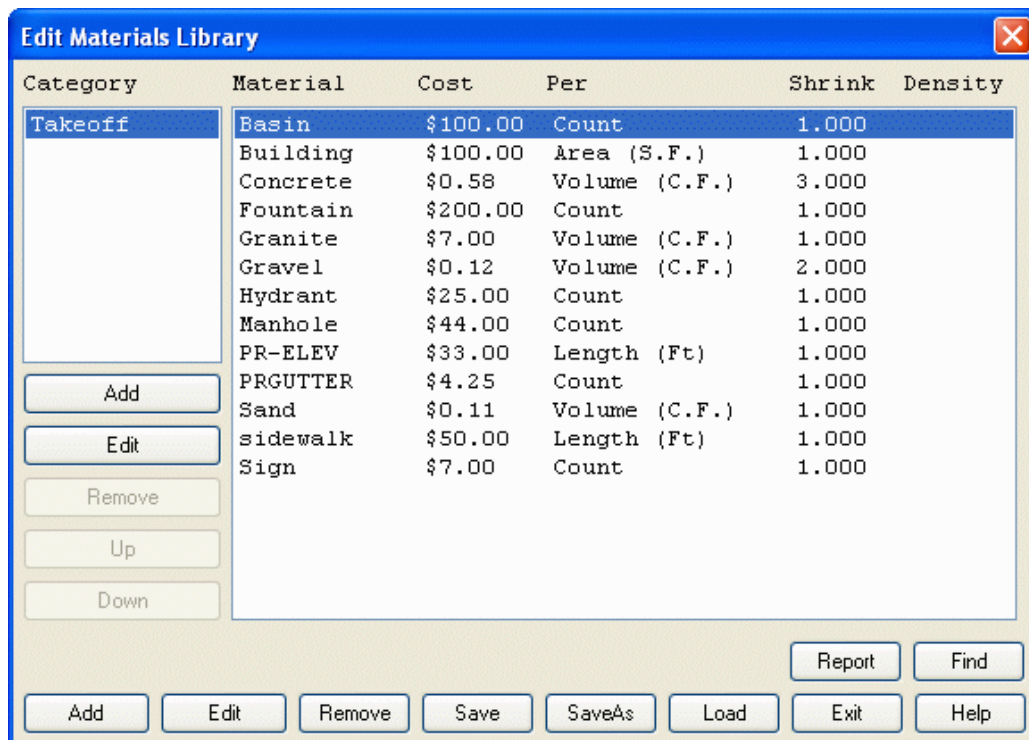 Edit Materials Library
Category Material Cost Per Shrink Density
Takeoff Basin $100.00 Count 1.000
Building $100.00 Area (S.F.) 1.000
Concrete $0.58 Volume (C.F.) 3.000
Fountain $200.00 Count 1.000
Granite $7.00 Volume (C.F.) 1.000
Gravel $0.12 Volume (C.F.) 2.000
Hydrant $25.00 Count 1.000
Manhole $44.00 Count 1.000
PR-ELEV $33.00 Length (Ft) 1.000
PRGUTTER $4.25 Count 1.000
Sand $0.11 Volume (C.F.) 1.000
sidewalk $50.00 Length (Ft) 1.000
Sign $7.00 Count 1.000
Add
Edit
Remove
Up
Down
Report Find
Add Edit Remove Save SaveAs Load Exit Help